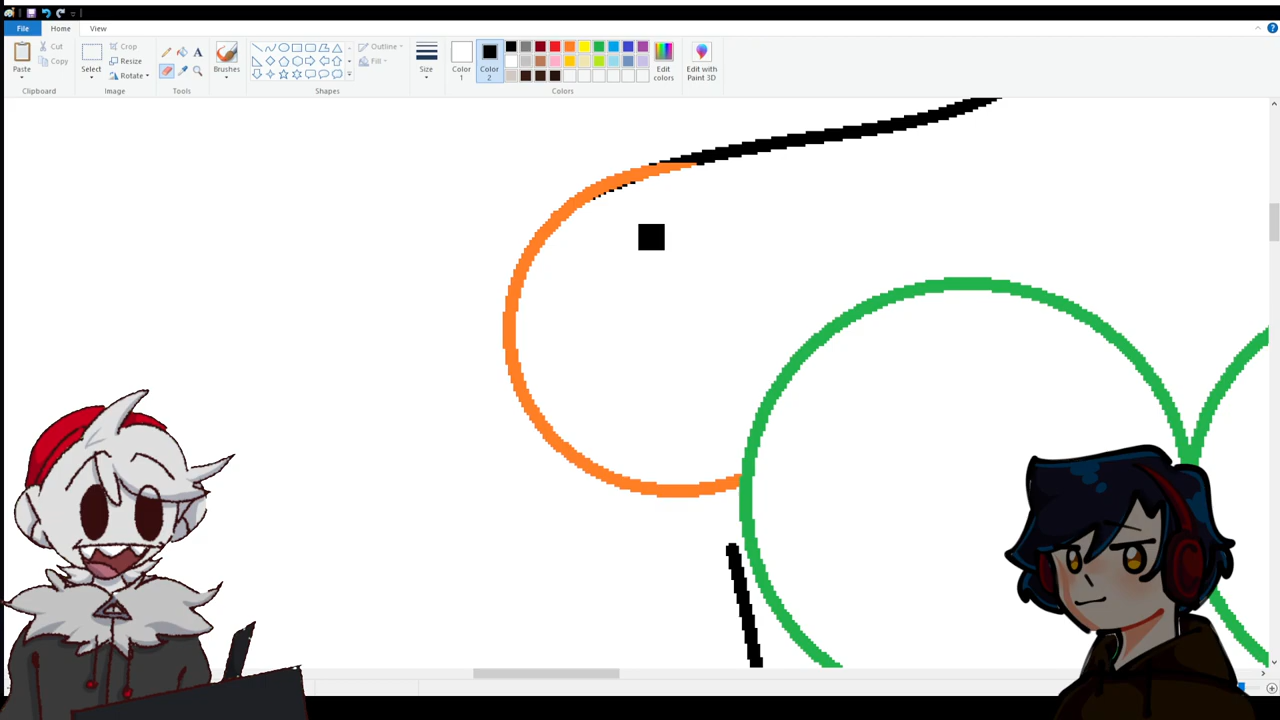 File Home View
Paste
Cut
Copy
Clipboard
Select
Crop
Resize
Rotate
Image
A
Tools
Brushes
Outline
Fill
Shapes
Size
Color
1
Color
2
Edit
colors
Colors
Edit with
Paint 3D